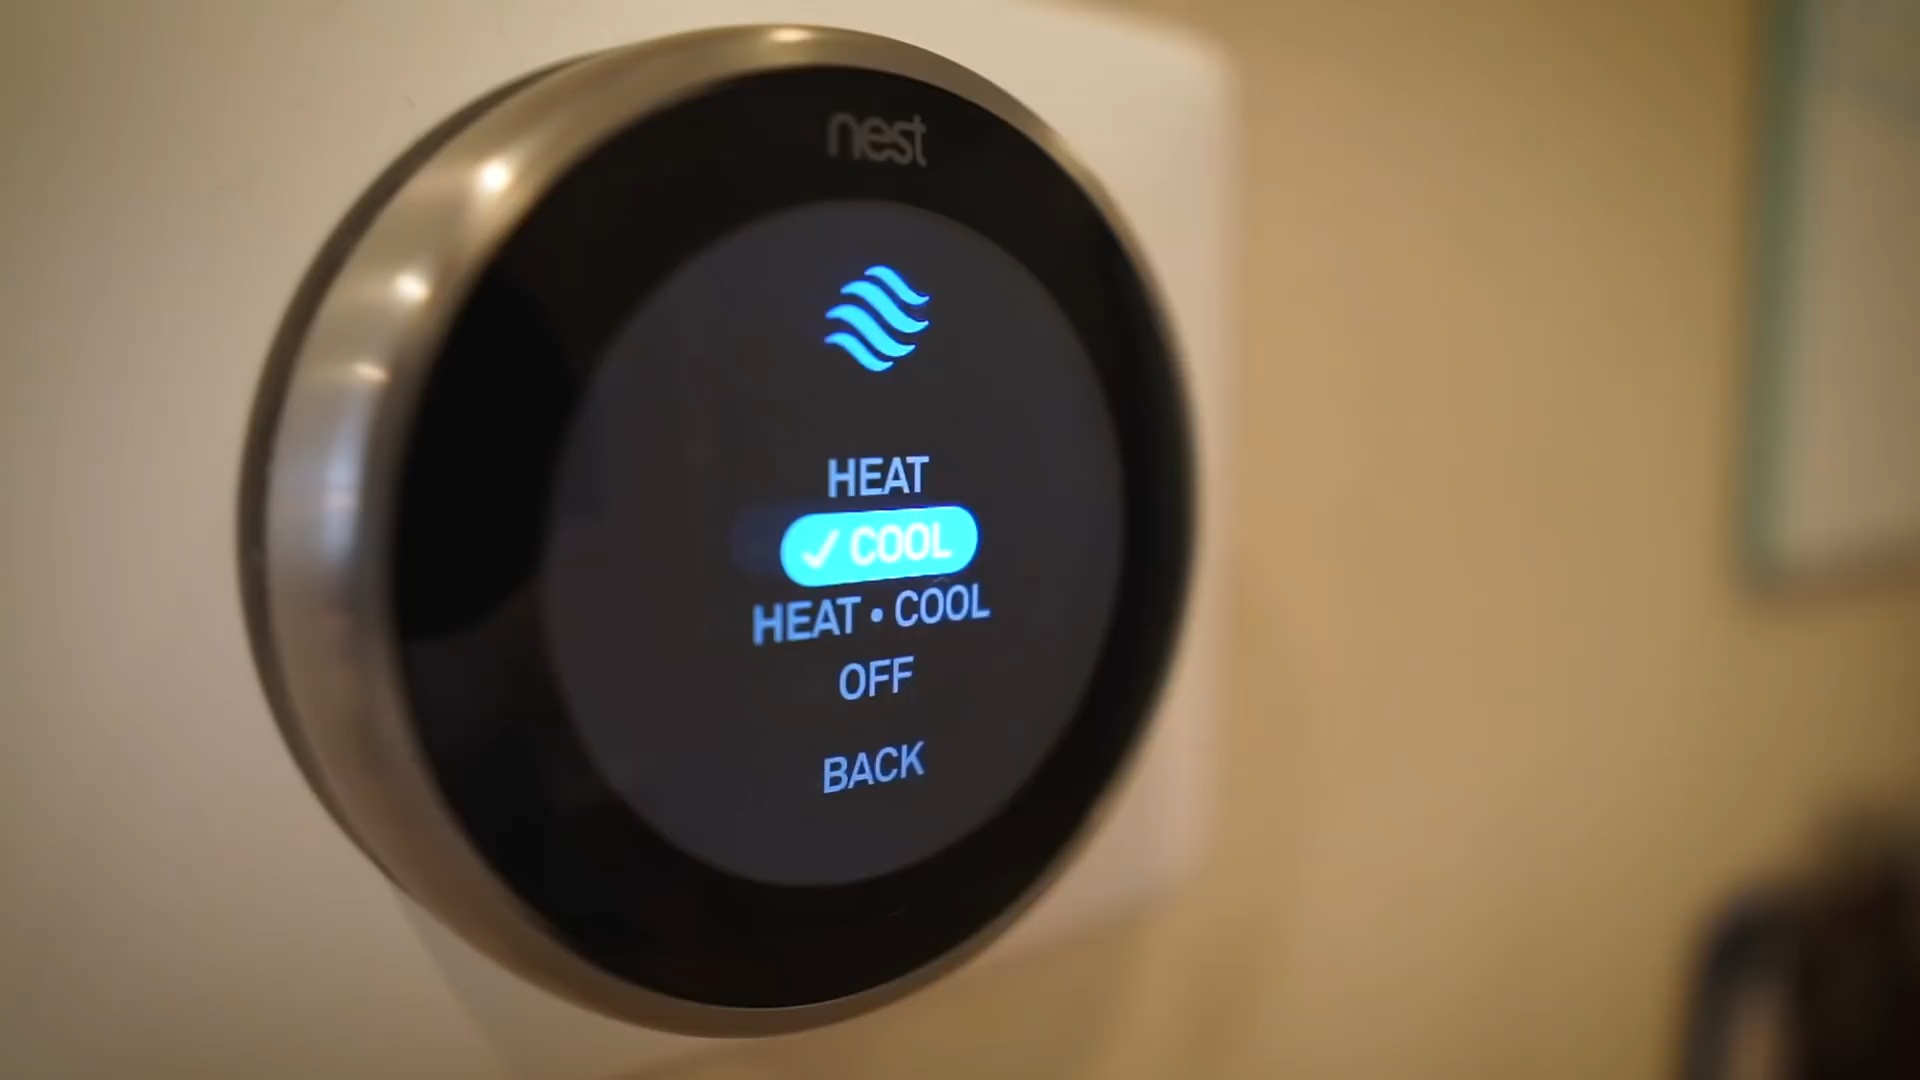 nest
HEAT
✓ COOL
HEAT • COOL
OFF
BACK